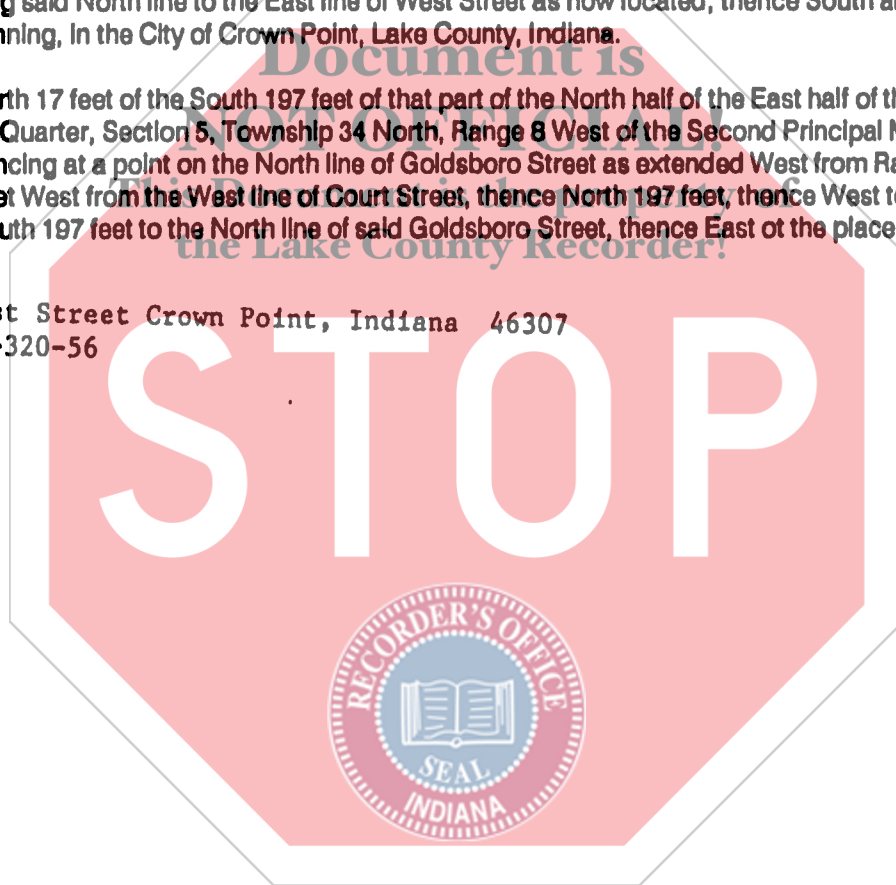 g said North line to the East line of West Street as now located, thence South a
nning, in the City of Crown Point, Lake County, Indiana.
Document is
rth 17 feet of the South 197 feet of that part of the North half of the East half of t
NOT OFFICIAL!
Quarter, Section 5, Township 34 North, Range 8 West of the Second Principal
ncing at a point on the North line of Goldsboro Street as extended West from Ra
This Document is the property of
et West from the West line of Court Street, thence North 197 feet, thence West t
uth 197 feet to the North line of said Goldsboro Street, thence East ot the place
the Lake County Recorder!
st Street Crown Point, Indiana 46307
-320-56
STOP
RECORDER'S OFFICE
SEAL
INDIANA